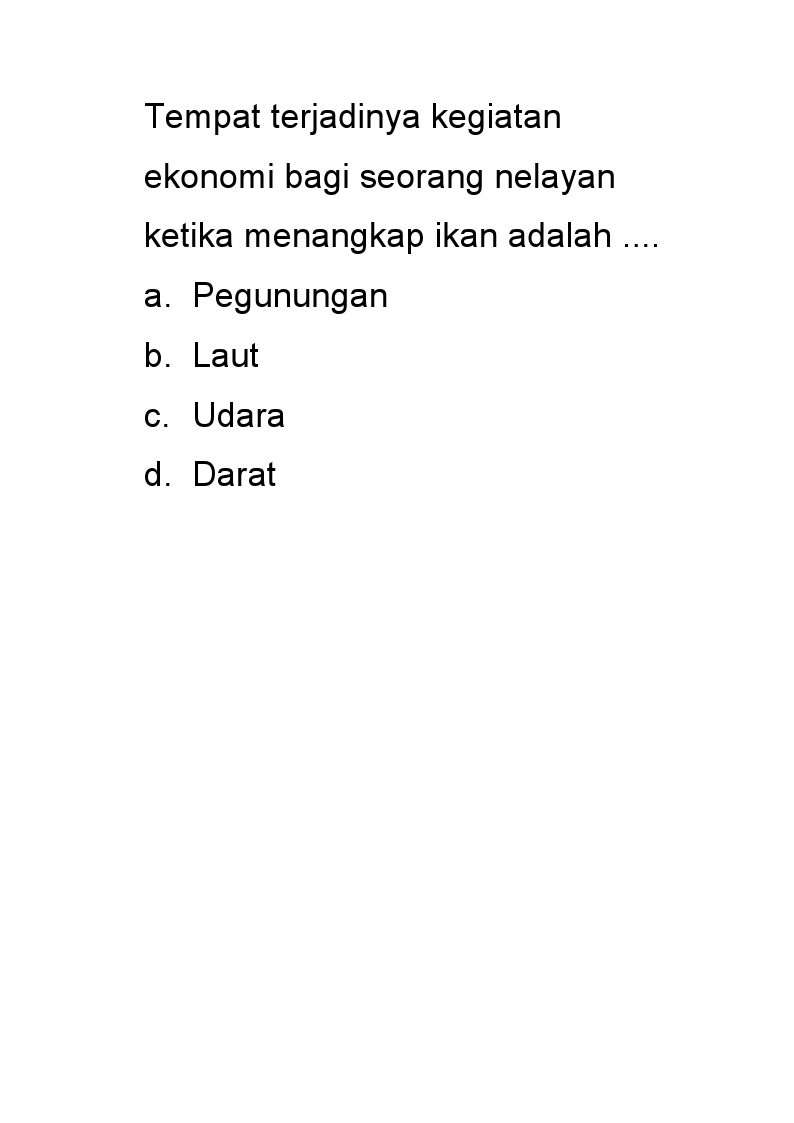 Tempat terjadinya kegiatan
ekonomi bagi seorang nelayan
ketika menangkap ikan adalah ....
a. Pegunungan
b. Laut
c. Udara
d. Darat